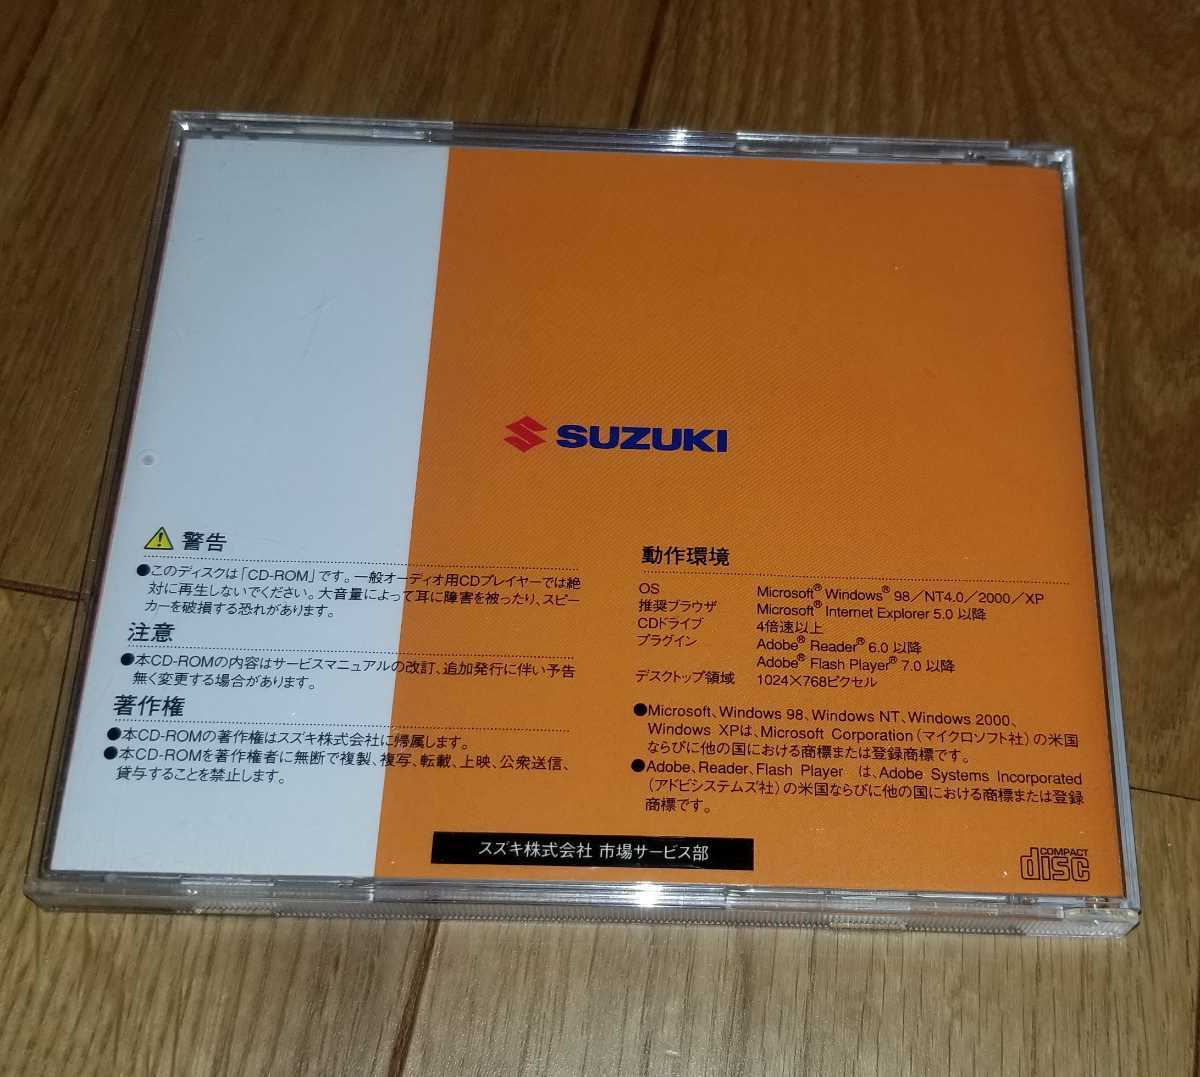 SUZUKI
警告
●このディスクは「CD-ROM」です。一般オーディオ用CDプレイヤーでは絶
対に再生しないでください。大音量によって耳に障害を被ったり、スピー
カーを破損する恐れがあります。
注意
●本CD-ROMの内容はサービスマニュアルの改訂、追加発行に伴い予告
無く変更する場合があります。
著作権
●本CD-ROMの著作権はスズキ株式会社に帰属します。
●本CD-ROMを著作権者に無断で複製、複写、転載、上映、公衆送信、
貸与することを禁止します。
動作環境
OS Microsoft® Windows® 98／NT4.0／2000／XP
推奨ブラウザ Microsoft® Internet Explorer 5.0 以降
CDドライブ 4倍速以上
プラグイン Adobe® Reader® 6.0 以降
Adobe® Flash Player® 7.0 以降
デスクトップ領域 1024×768ピクセル
●Microsoft、Windows 98、Windows NT、Windows 2000、
Windows XPは、Microsoft Corporation（マイクロソフト社）の米国
ならびに他の国における商標または登録商標です。
●Adobe、Reader、Flash Player は、Adobe Systems Incorporated
（アドビシステムズ社）の米国ならびに他の国における商標または登録
商標です。
スズキ株式会社 市場サービス部
COMPACT
disc